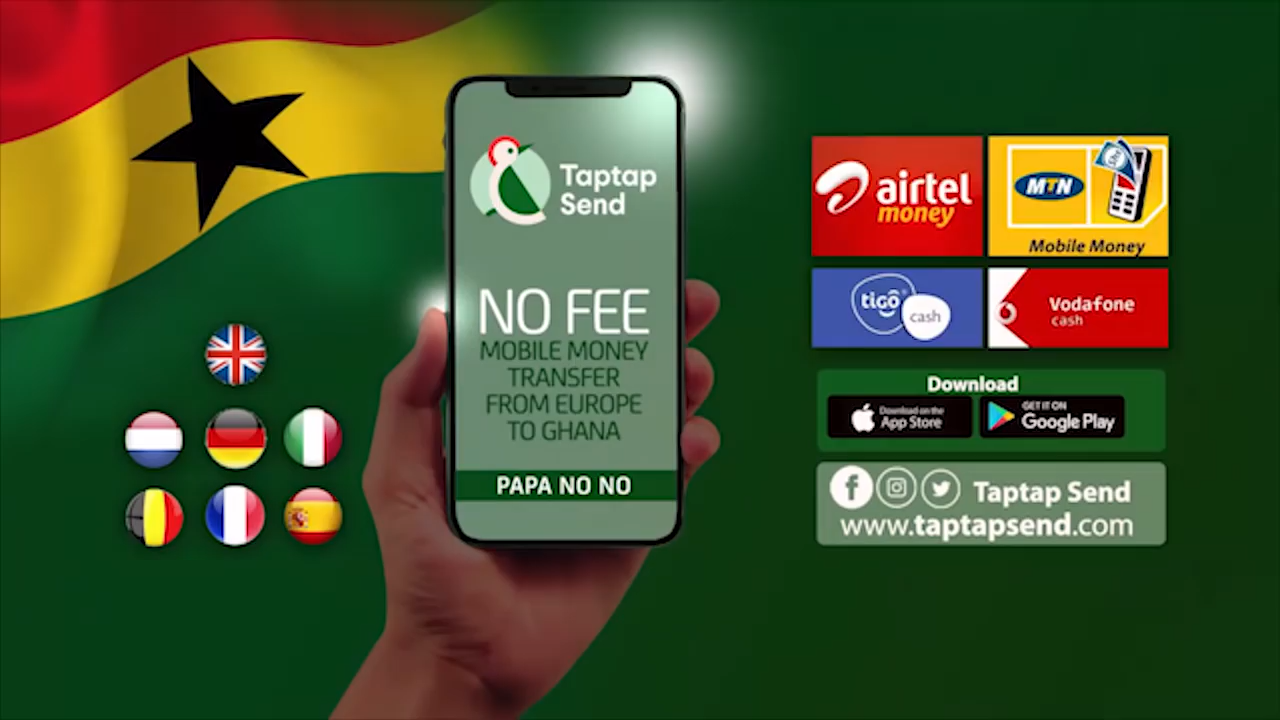 Taptap
Send
NO FEE
MOBILE MONEY
TRANSFER
FROM EUROPE
TO GHANA
PAPA NO NO
airtel
money
MTN
Mobile Money
tigo
cash
Vodafone
cash
Download
Download on the
App Store
GET IT ON
Google Play
Taptap Send
www.taptapsend.com